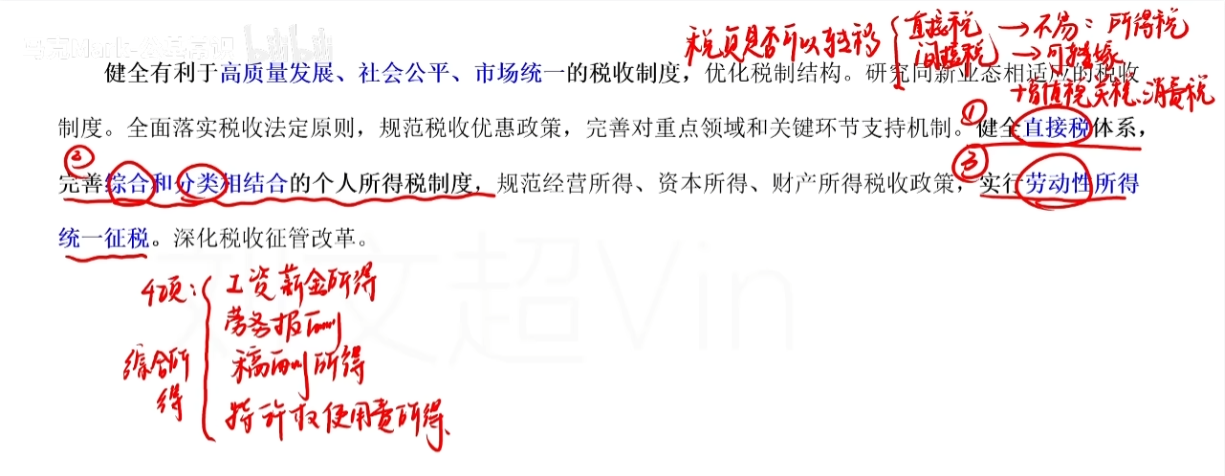 税负是否可以转移 { 直接税 → 不易：所得税
间接税 → 可转嫁
增值税、关税、消费税
健全有利于高质量发展、社会公平、市场统一的税收制度，优化税制结构。研究同新业态相适应的税收
制度。全面落实税收法定原则，规范税收优惠政策，完善对重点领域和关键环节支持机制。①健全直接税体系，
②完善综合和分类相结合的个人所得税制度，规范经营所得、资本所得、财产所得税收政策，③实行劳动性所得
统一征税。深化税收征管改革。
4项：{ 工资薪金所得
劳务报酬
综合所得
稿酬所得
特许权使用费所得
文超Vin